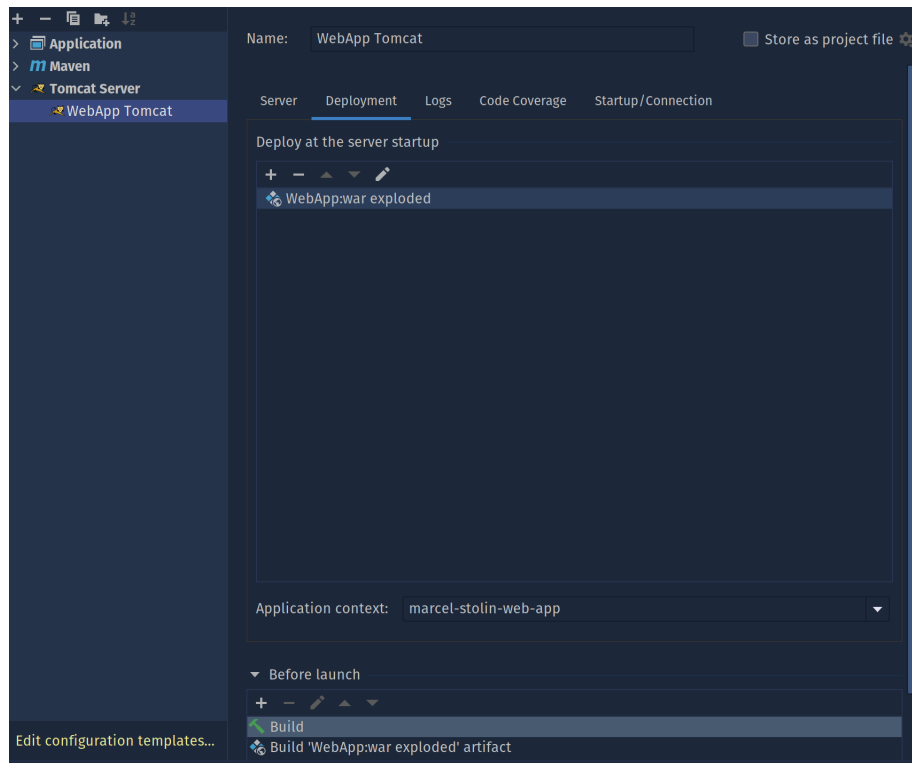 Application
Maven
Tomcat Server
WebApp Tomcat
Edit configuration templates...
Name: WebApp Tomcat
Store as project file
Server Deployment Logs Code Coverage Startup/Connection
Deploy at the server startup
WebApp:war exploded
Application context: marcel-stolin-web-app
Before launch
Build
Build 'WebApp:war exploded' artifact